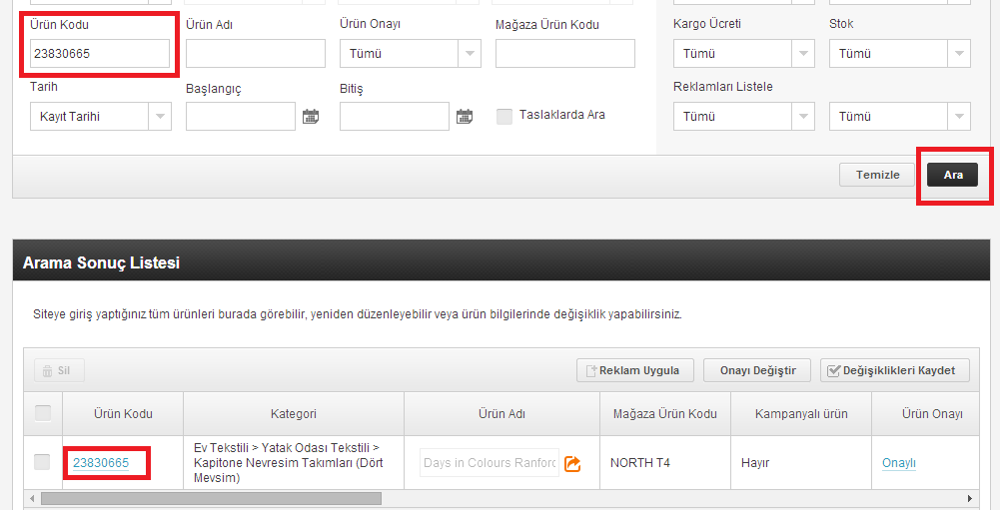 Ürün Kodu Ürün Adı Ürün Onayı Mağaza Ürün Kodu Kargo Ücreti Stok
23830665 Tümü Tümü Tümü
Tarih Başlangıç Bitiş Reklamları Listele
Kayıt Tarihi Taslaklarda Ara Tümü Tümü
Temizle Ara
Arama Sonuç Listesi
Siteye giriş yaptığınız tüm ürünleri burada görebilir, yeniden düzenleyebilir veya ürün bilgilerinde değişiklik yapabilirsiniz.
Sil Reklam Uygula Onayı Değiştir Değişiklikleri Kaydet
Ürün Kodu Kategori Ürün Adı Mağaza Ürün Kodu Kampanyalı ürün Ürün Onayı
23830665 Ev Tekstili > Yatak Odası Tekstili >
Kapitone Nevresim Takımları (Dört
Mevsim) Days in Colours Ranforc NORTH T4 Hayır Onaylı